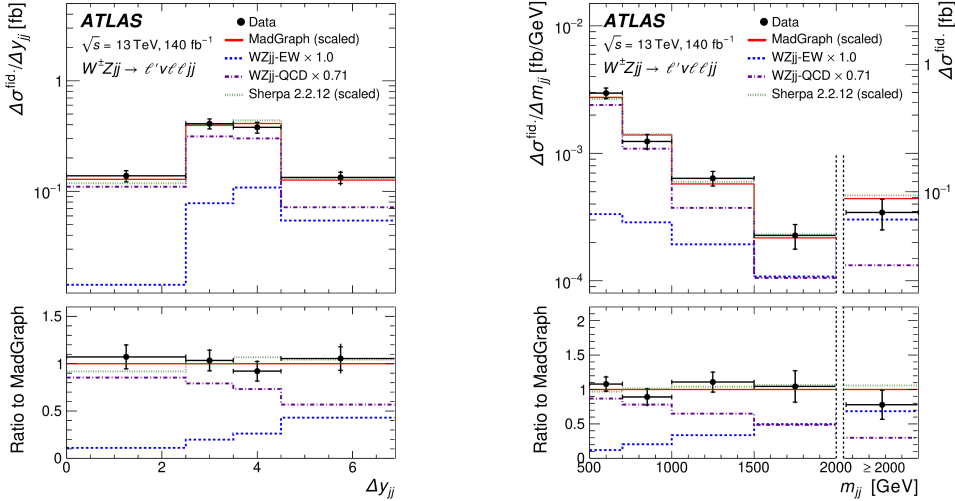 Δσ^fid./Δy_jj [fb]
ATLAS
√s = 13 TeV, 140 fb⁻¹
W^±Zjj → ℓ'νℓℓjj
Data
MadGraph (scaled)
WZjj-EW × 1.0
WZjj-QCD × 0.71
Sherpa 2.2.12 (scaled)
1
10⁻¹
Ratio to MadGraph
1.5
1
0.5
0
0 2 4 6
Δy_jj
Δσ^fid./Δm_jj [fb/GeV]
ATLAS
√s = 13 TeV, 140 fb⁻¹
W^±Zjj → ℓ'νℓℓjj
Data
MadGraph (scaled)
WZjj-EW × 1.0
WZjj-QCD × 0.71
Sherpa 2.2.12 (scaled)
10⁻²
10⁻³
10⁻⁴
Δσ^fid. [fb]
1
10⁻¹
Ratio to MadGraph
2
1.5
1
0.5
0
500 1000 1500 2000 ≥ 2000
m_jj [GeV]